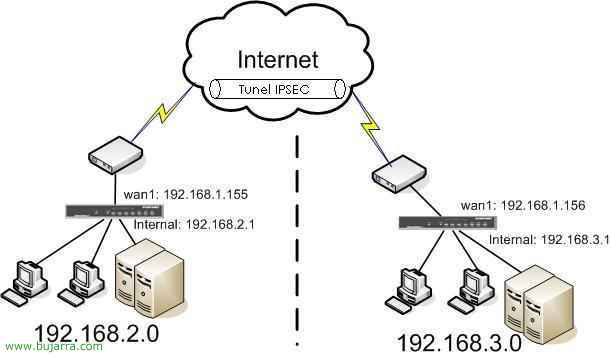 Internet
Tunel IPSEC
wan1: 192.168.1.155
Internal: 192.168.2.1
192.168.2.0
wan1: 192.168.1.156
Internal: 192.168.3.1
192.168.3.0
www.bujarra.com